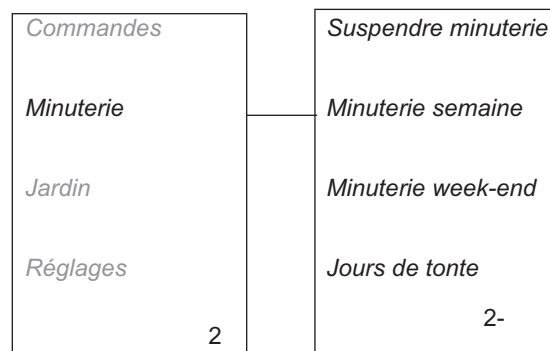 Commandes
Minuterie
Jardin
Réglages
2
Suspendre minuterie
Minuterie semaine
Minuterie week-end
Jours de tonte
2-